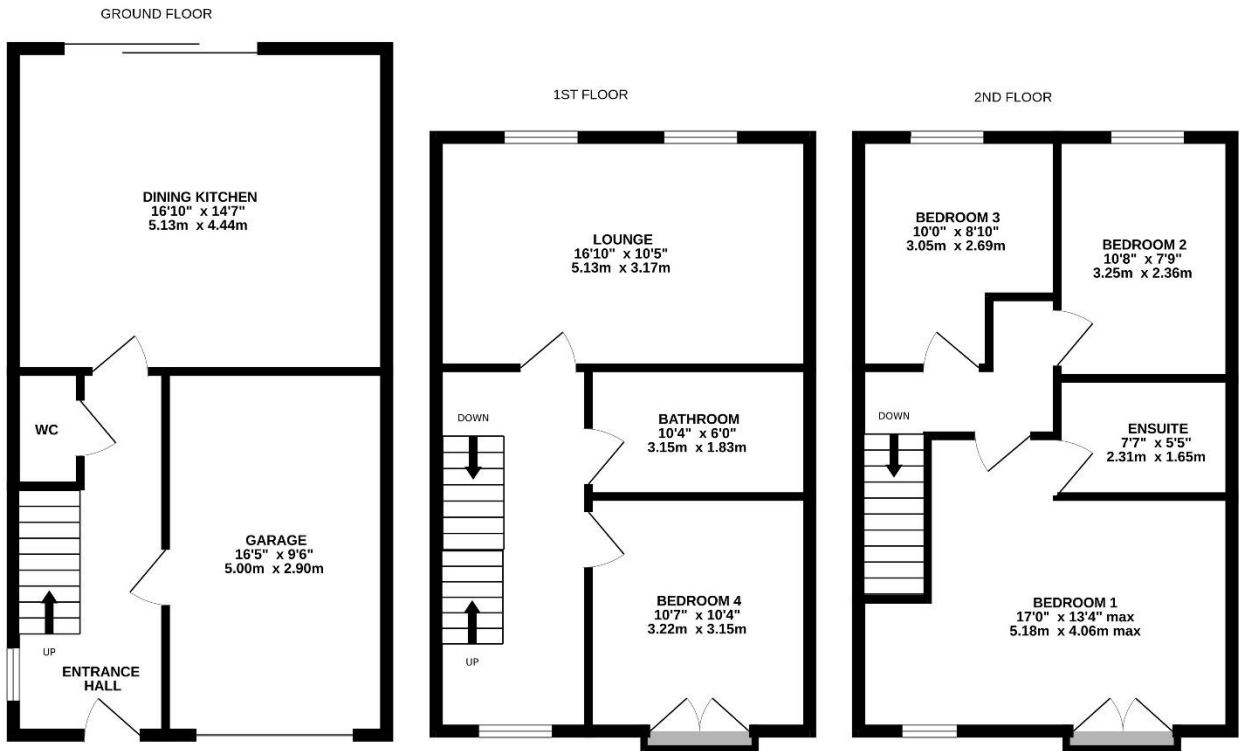 GROUND FLOOR
DINING KITCHEN
16'10" x 14'7"
5.13m x 4.44m
WC
GARAGE
16'5" x 9'6"
5.00m x 2.90m
UP
ENTRANCE
HALL
1ST FLOOR
LOUNGE
16'10" x 10'5"
5.13m x 3.17m
DOWN
BATHROOM
10'4" x 6'0"
3.15m x 1.83m
BEDROOM 4
10'7" x 10'4"
3.22m x 3.15m
UP
2ND FLOOR
BEDROOM 3
10'0" x 8'10"
3.05m x 2.69m
BEDROOM 2
10'8" x 7'9"
3.25m x 2.36m
DOWN
ENSUITE
7'7" x 5'5"
2.31m x 1.65m
BEDROOM 1
17'0" x 13'4" max
5.18m x 4.06m max